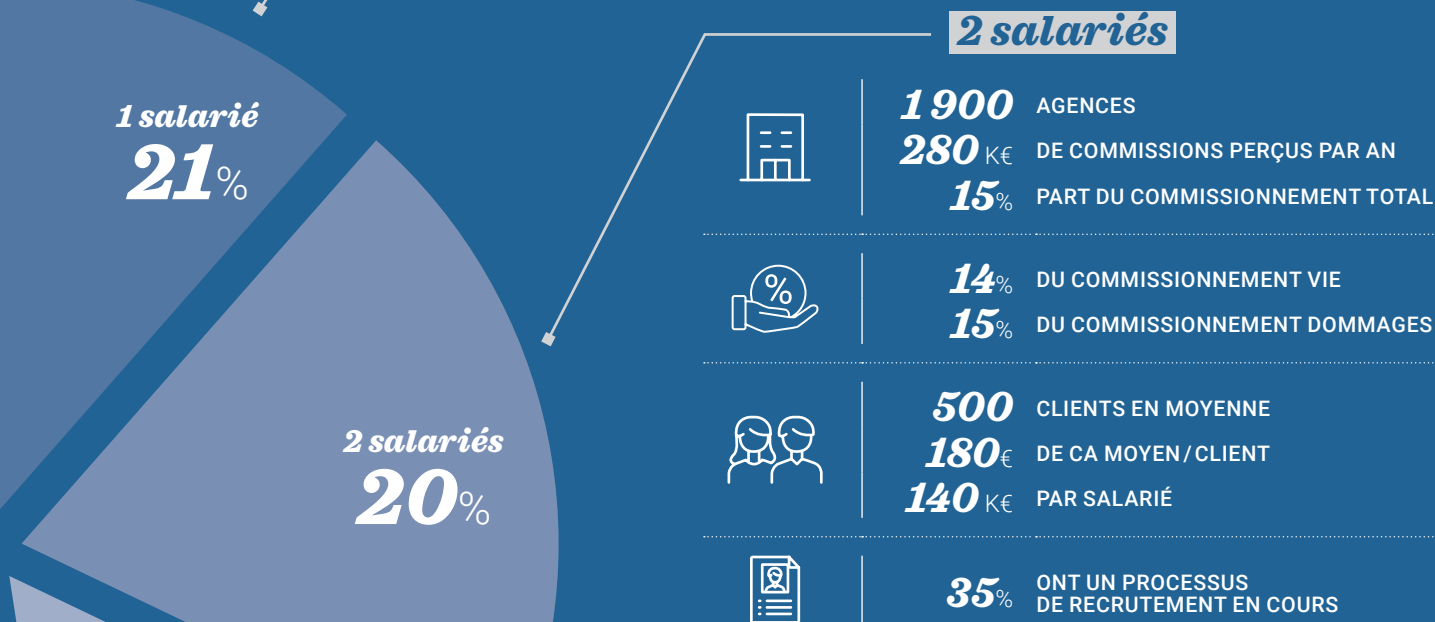 1 salarié
21%
2 salariés
20%
2 salariés
1 900 AGENCES
280 K€ DE COMMISSIONS PERÇUS PAR AN
15% PART DU COMMISSIONNEMENT TOTAL
%
14% DU COMMISSIONNEMENT VIE
15% DU COMMISSIONNEMENT DOMMAGES
500 CLIENTS EN MOYENNE
180€ DE CA MOYEN/CLIENT
140 K€ PAR SALARIÉ
35% ONT UN PROCESSUS
DE RECRUTEMENT EN COURS